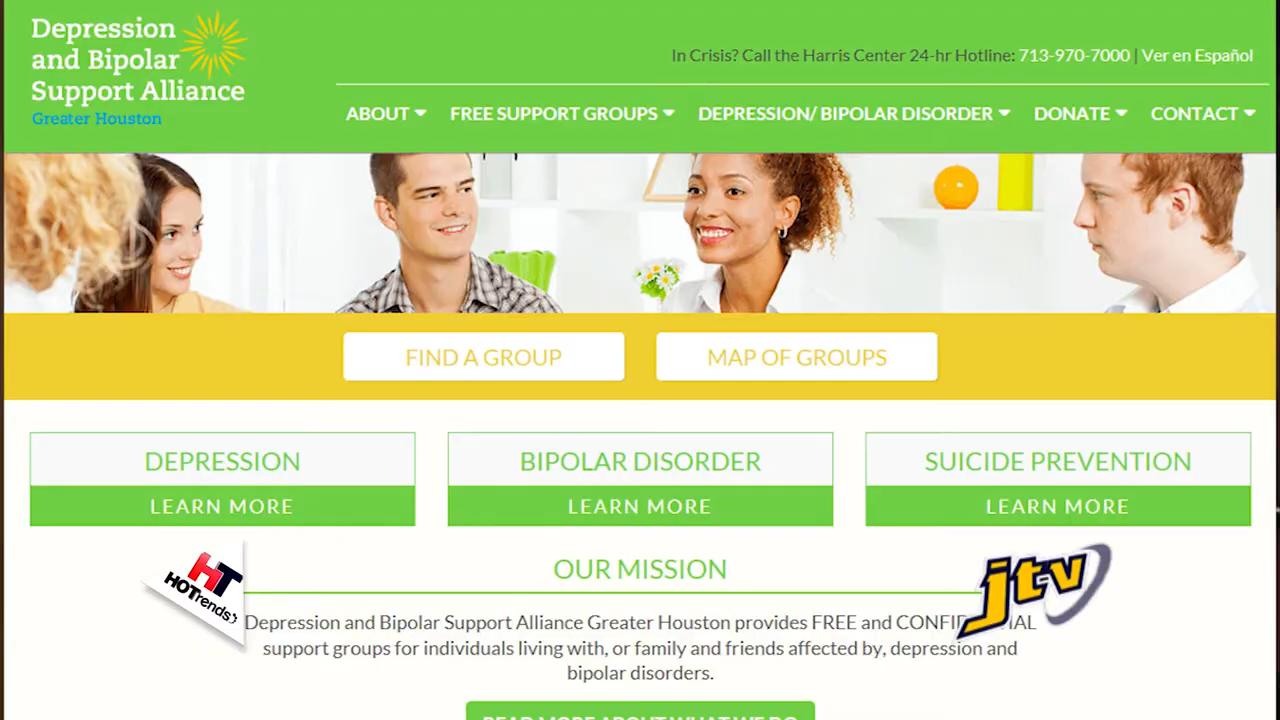 Depression
and Bipolar
Support Alliance
Greater Houston
In Crisis? Call the Harris Center 24-hr Hotline: 713-970-7000 | Ver en Español
ABOUT FREE SUPPORT GROUPS DEPRESSION/ BIPOLAR DISORDER DONATE CONTACT
FIND A GROUP MAP OF GROUPS
DEPRESSION BIPOLAR DISORDER SUICIDE PREVENTION
LEARN MORE LEARN MORE LEARN MORE
OUR MISSION
HT
HOTrends
jtv
Depression and Bipolar Support Alliance Greater Houston provides FREE and
support groups for individuals living with, or family and friends affected by, depression and
bipolar disorders.
READ MORE ABOUT WHAT WE DO